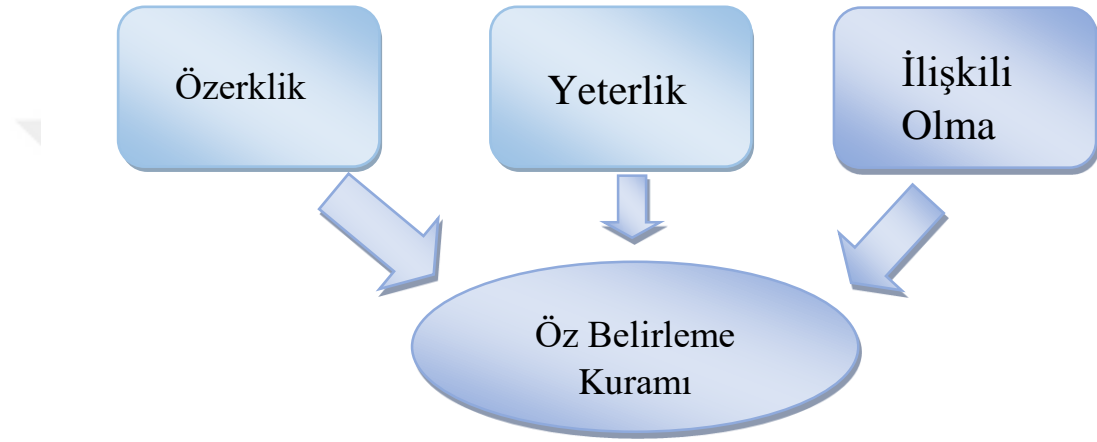 Özerklik
Yeterlik
İlişkili
Olma
Öz Belirleme
Kuramı